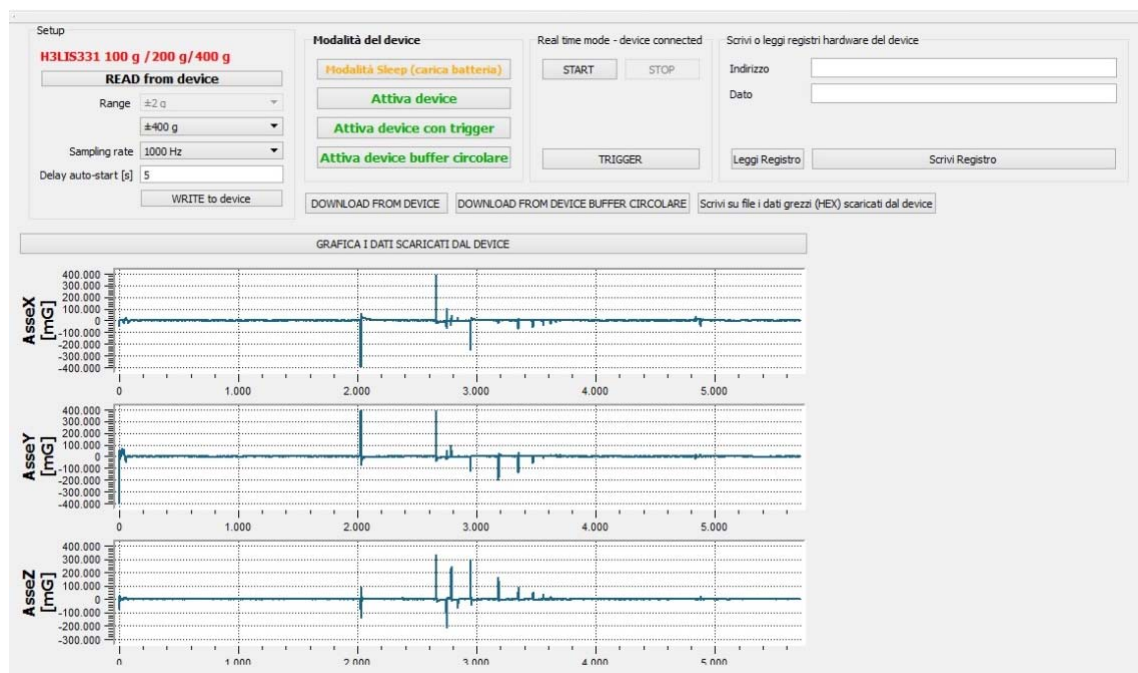 Setup
H3LIS331 100 g /200 g/400 g
READ from device
Range ±2 g
±400 g
Sampling rate 1000 Hz
Delay auto-start [s] 5
WRITE to device
Modalità del device
Modalità Sleep (carica batteria)
Attiva device
Attiva device con trigger
Attiva device buffer circolare
Real time mode - device connected
START STOP
TRIGGER
Scrivi o leggi registri hardware del device
Indirizzo
Dato
Leggi Registro Scrivi Registro
DOWNLOAD FROM DEVICE DOWNLOAD FROM DEVICE BUFFER CIRCOLARE Scrivi su file i dati grezzi (HEX) scaricati dal device
GRAFICA I DATI SCARICATI DAL DEVICE
AsseX
[mG]
400.000
300.000
200.000
100.000
0
-100.000
-200.000
-300.000
-400.000
0 1.000 2.000 3.000 4.000 5.000
AsseY
[mG]
400.000
300.000
200.000
100.000
0
-100.000
-200.000
-300.000
-400.000
0 1.000 2.000 3.000 4.000 5.000
AsseZ
[mG]
400.000
300.000
200.000
100.000
0
-100.000
-200.000
-300.000
0 1.000 2.000 3.000 4.000 5.000